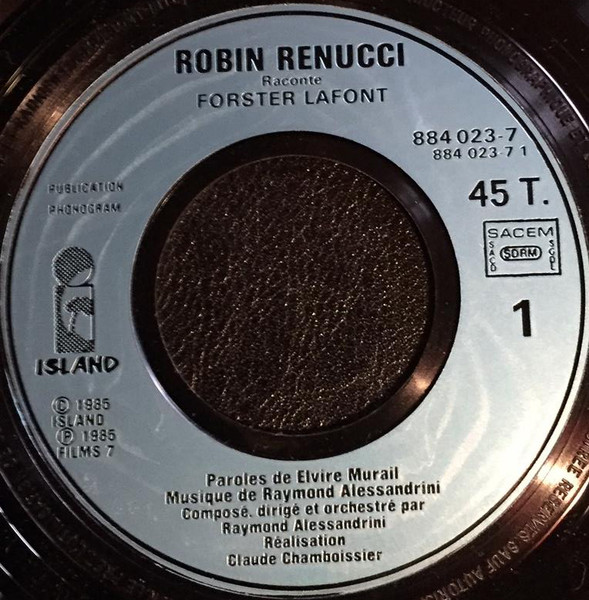 ROBIN RENUCCI
Raconte
FORSTER LAFONT
884 023-7
884 023-7 1
PUBLICATION
PHONOGRAM
45 T.
SACEM
SACD
SDRM
SGDL
1
ISLAND
© 1985
ISLAND
℗ 1985
FILMS 7
Paroles de Elvire Murail
Musique de Raymond Alessandrini
Composé, dirigé et orchestré par
Raymond Alessandrini
Réalisation
Claude Chamboissier